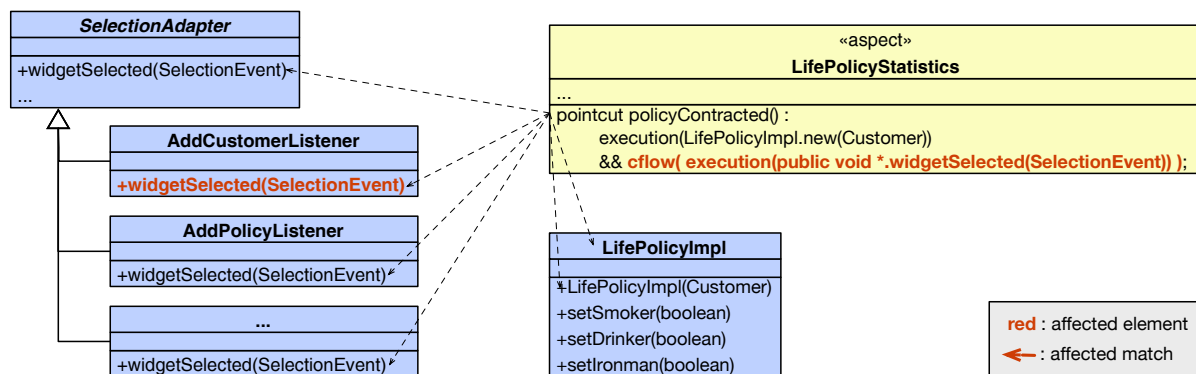 SelectionAdapter
+widgetSelected(SelectionEvent)
...
AddCustomerListener
+widgetSelected(SelectionEvent)
AddPolicyListener
+widgetSelected(SelectionEvent)
...
+widgetSelected(SelectionEvent)
«aspect»
LifePolicyStatistics
...
pointcut policyContracted() :
execution(LifePolicyImpl.new(Customer))
&& cflow( execution(public void *.widgetSelected(SelectionEvent)) );
LifePolicyImpl
+LifePolicyImpl(Customer)
+setSmoker(boolean)
+setDrinker(boolean)
+setIronman(boolean)
red : affected element
: affected match